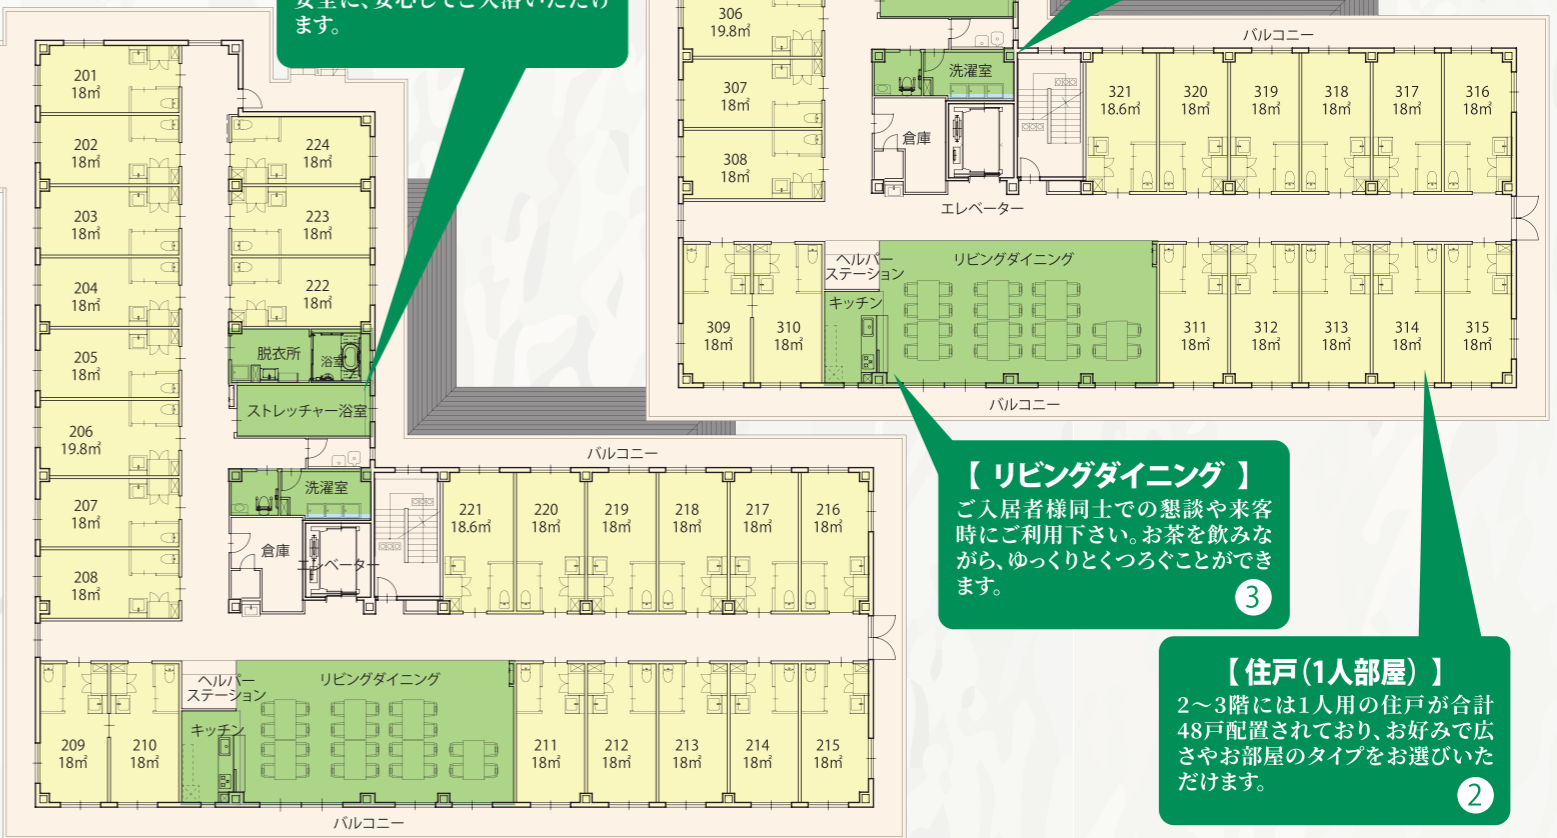 安全に、安心してご入浴いただけ
ます。
201
18㎡
202
18㎡
203
18㎡
204
18㎡
205
18㎡
206
19.8㎡
207
18㎡
208
18㎡
224
18㎡
223
18㎡
222
18㎡
脱衣所
浴室
ストレッチャー浴室
洗濯室
倉庫
エレベーター
バルコニー
221
18.6㎡
220
18㎡
219
18㎡
218
18㎡
217
18㎡
216
18㎡
209
18㎡
210
18㎡
ヘルパー
ステーション
キッチン
リビングダイニング
211
18㎡
212
18㎡
213
18㎡
214
18㎡
215
18㎡
バルコニー
306
19.8㎡
307
18㎡
308
18㎡
洗濯室
倉庫
エレベーター
バルコニー
321
18.6㎡
320
18㎡
319
18㎡
318
18㎡
317
18㎡
316
18㎡
309
18㎡
310
18㎡
ヘルパー
ステーション
キッチン
リビングダイニング
311
18㎡
312
18㎡
313
18㎡
314
18㎡
315
18㎡
バルコニー
【 リビングダイニング 】
ご入居者様同士での懇談や来客
時にご利用下さい。お茶を飲みな
がら、ゆっくりとくつろぐことができ
ます。
3
【 住戸（1人部屋） 】
2〜3階には1人用の住戸が合計
48戸配置されており、お好みで広
さやお部屋のタイプをお選びいた
だけます。
2